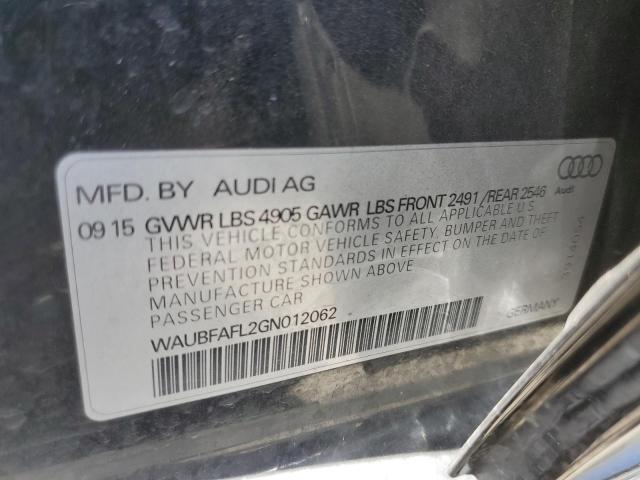 MFD. BY AUDI AG
09 15 GVWR LBS 4905 GAWR LBS FRONT 2491 /REAR 2546
THIS VEHICLE CONFORMS TO ALL APPLICABLE U.S.
FEDERAL MOTOR VEHICLE SAFETY, BUMPER AND THEFT
PREVENTION STANDARDS IN EFFECT ON THE DATE OF
MANUFACTURE SHOWN ABOVE
PASSENGER CAR
WAUBFAFL2GN012062
GERMANY
Audi